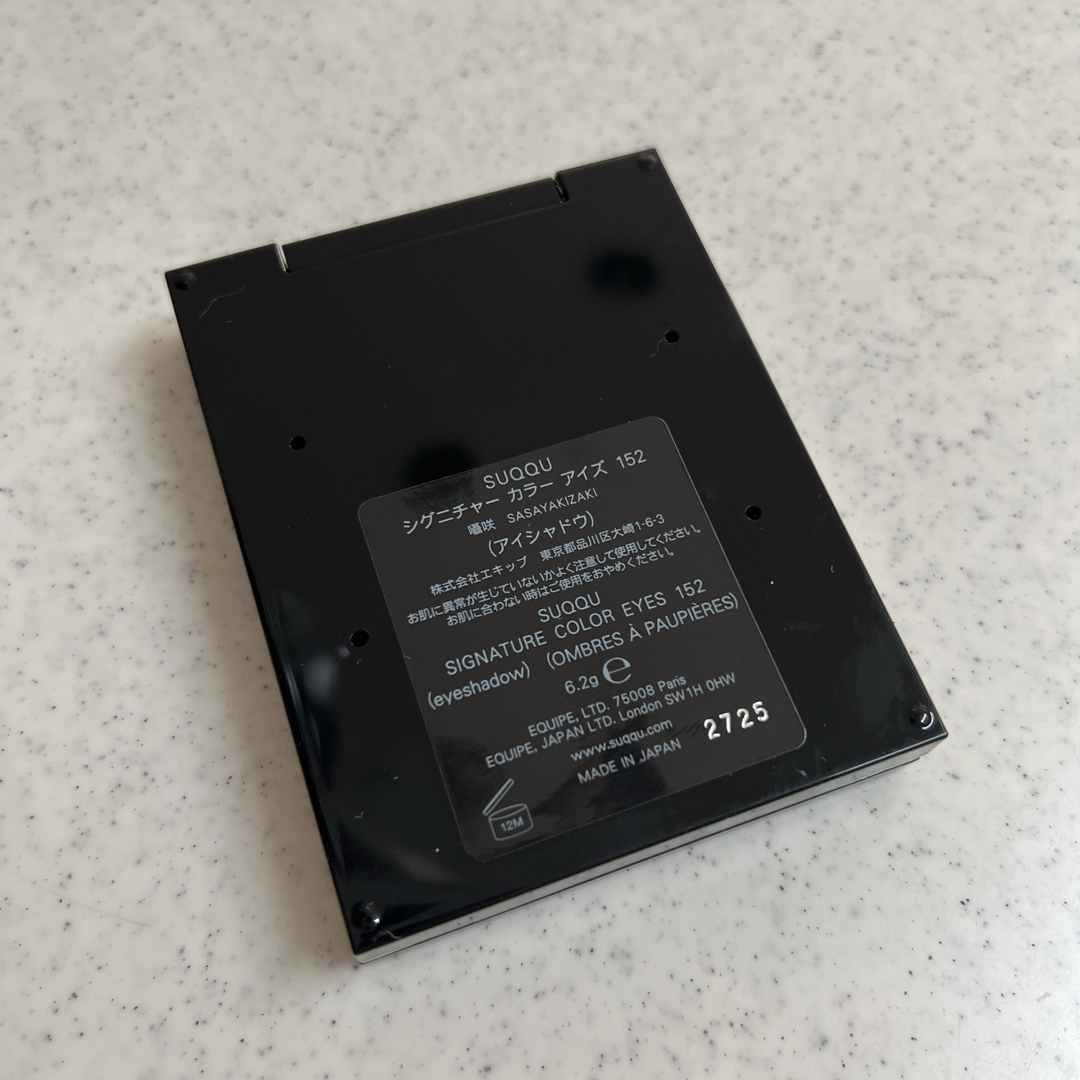 SUQQU
シグニチャー カラー アイズ 152
囁咲 SASAYAKIZAKI
(アイシャドウ)
株式会社エキップ 東京都品川区大崎1-6-3
お肌に異常が生じていないかよく注意して使用してください。
お肌に合わない時はご使用をおやめください。
SUQQU
SIGNATURE COLOR EYES 152
(eyeshadow) (OMBRES À PAUPIÈRES)
6.2g ℮
EQUIPE, LTD. 75008 Paris
EQUIPE, JAPAN LTD. London SW1H 0HW
www.suqqu.com
MADE IN JAPAN
2725
12M